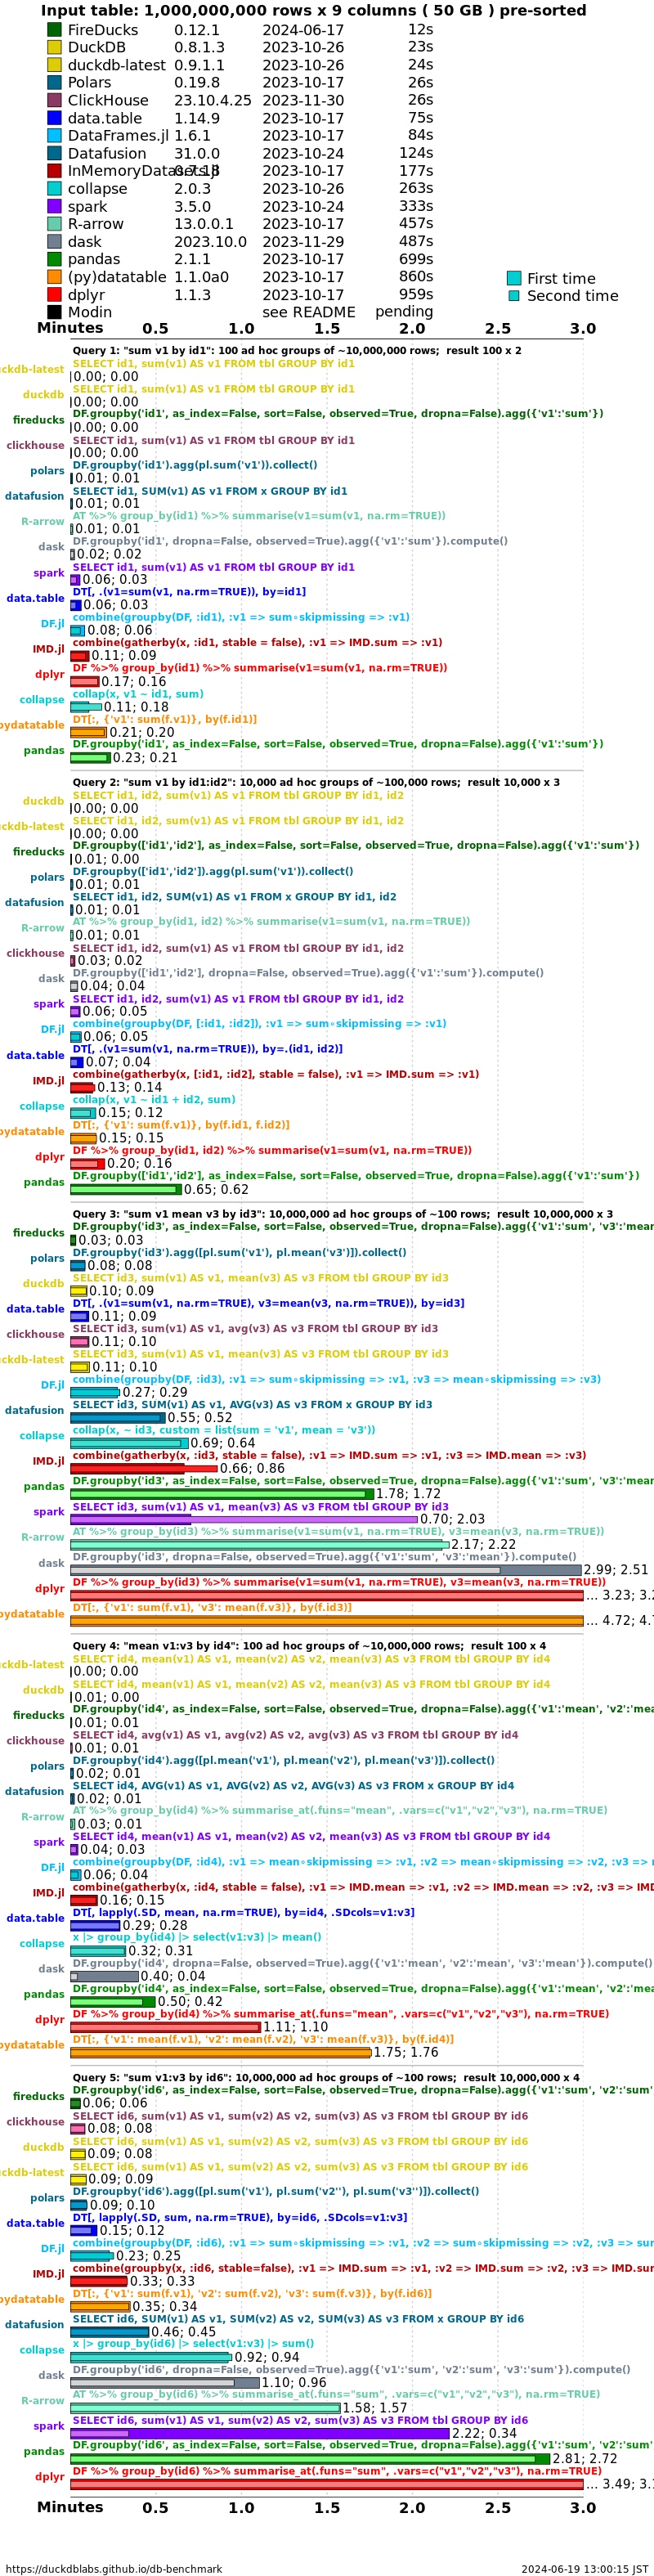 Input table: 1,000,000,000 rows x 9 columns ( 50 GB ) pre-sorted
FireDucks 0.12.1 2024-06-17 12s
DuckDB 0.8.1.3 2023-10-26 23s
duckdb-latest 0.9.1.1 2023-10-26 24s
Polars 0.19.8 2023-10-17 26s
ClickHouse 23.10.4.25 2023-11-30 26s
data.table 1.14.9 2023-10-17 75s
DataFrames.jl 1.6.1 2023-10-17 84s
Datafusion 31.0.0 2023-10-24 124s
InMemoryDatasets.jl 0.7.18 2023-10-17 177s
collapse 2.0.3 2023-10-26 263s
spark 3.5.0 2023-10-24 333s
R-arrow 13.0.0.1 2023-10-17 457s
dask 2023.10.0 2023-11-29 487s
pandas 2.1.1 2023-10-17 699s
(py)datatable 1.1.0a0 2023-10-17 860s
First time
dplyr 1.1.3 2023-10-17 959s
Second time
Modin see README pending
Minutes 0.5 1.0 1.5 2.0 2.5 3.0
Query 1: "sum v1 by id1": 100 ad hoc groups of ~10,000,000 rows; result 100 x 2
SELECT id1, sum(v1) AS v1 FROM tbl GROUP BY id1
uckdb-latest 0.00; 0.00
SELECT id1, sum(v1) AS v1 FROM tbl GROUP BY id1
duckdb 0.00; 0.00
DF.groupby('id1', as_index=False, sort=False, observed=True, dropna=False).agg({'v1':'sum'})
fireducks 0.00; 0.00
SELECT id1, sum(v1) AS v1 FROM tbl GROUP BY id1
clickhouse 0.00; 0.00
DF.groupby('id1').agg(pl.sum('v1')).collect()
polars 0.01; 0.01
SELECT id1, SUM(v1) AS v1 FROM x GROUP BY id1
datafusion 0.01; 0.01
AT %>% group_by(id1) %>% summarise(v1=sum(v1, na.rm=TRUE))
R-arrow 0.01; 0.01
DF.groupby('id1', dropna=False, observed=True).agg({'v1':'sum'}).compute()
dask 0.02; 0.02
SELECT id1, sum(v1) AS v1 FROM tbl GROUP BY id1
spark 0.06; 0.03
DT[, .(v1=sum(v1, na.rm=TRUE)), by=id1]
data.table 0.06; 0.03
combine(groupby(DF, :id1), :v1 => sum∘skipmissing => :v1)
DF.jl 0.08; 0.06
combine(gatherby(x, :id1, stable = false), :v1 => IMD.sum => :v1)
IMD.jl 0.11; 0.09
DF %>% group_by(id1) %>% summarise(v1=sum(v1, na.rm=TRUE))
dplyr 0.17; 0.16
collap(x, v1 ~ id1, sum)
collapse 0.11; 0.18
DT[:, {'v1': sum(f.v1)}, by(f.id1)]
pydatatable 0.21; 0.20
DF.groupby('id1', as_index=False, sort=False, observed=True, dropna=False).agg({'v1':'sum'})
pandas 0.23; 0.21
Query 2: "sum v1 by id1:id2": 10,000 ad hoc groups of ~100,000 rows; result 10,000 x 3
SELECT id1, id2, sum(v1) AS v1 FROM tbl GROUP BY id1, id2
duckdb 0.00; 0.00
SELECT id1, id2, sum(v1) AS v1 FROM tbl GROUP BY id1, id2
uckdb-latest 0.00; 0.00
DF.groupby(['id1','id2'], as_index=False, sort=False, observed=True, dropna=False).agg({'v1':'sum'})
fireducks 0.01; 0.00
DF.groupby(['id1','id2']).agg(pl.sum('v1')).collect()
polars 0.01; 0.01
SELECT id1, id2, SUM(v1) AS v1 FROM x GROUP BY id1, id2
datafusion 0.01; 0.01
AT %>% group_by(id1, id2) %>% summarise(v1=sum(v1, na.rm=TRUE))
R-arrow 0.01; 0.01
SELECT id1, id2, sum(v1) AS v1 FROM tbl GROUP BY id1, id2
clickhouse 0.03; 0.02
DF.groupby(['id1','id2'], dropna=False, observed=True).agg({'v1':'sum'}).compute()
dask 0.04; 0.04
SELECT id1, id2, sum(v1) AS v1 FROM tbl GROUP BY id1, id2
spark 0.06; 0.05
combine(groupby(DF, [:id1, :id2]), :v1 => sum∘skipmissing => :v1)
DF.jl 0.06; 0.05
DT[, .(v1=sum(v1, na.rm=TRUE)), by=.(id1, id2)]
data.table 0.07; 0.04
combine(gatherby(x, [:id1, :id2], stable = false), :v1 => IMD.sum => :v1)
IMD.jl 0.13; 0.14
collap(x, v1 ~ id1 + id2, sum)
collapse 0.15; 0.12
DT[:, {'v1': sum(f.v1)}, by(f.id1, f.id2)]
pydatatable 0.15; 0.15
DF %>% group_by(id1, id2) %>% summarise(v1=sum(v1, na.rm=TRUE))
dplyr 0.20; 0.16
DF.groupby(['id1','id2'], as_index=False, sort=False, observed=True, dropna=False).agg({'v1':'sum'})
pandas 0.65; 0.62
Query 3: "sum v1 mean v3 by id3": 10,000,000 ad hoc groups of ~100 rows; result 10,000,000 x 3
DF.groupby('id3', as_index=False, sort=False, observed=True, dropna=False).agg({'v1':'sum', 'v3':'mean
fireducks 0.03; 0.03
DF.groupby('id3').agg([pl.sum('v1'), pl.mean('v3')]).collect()
polars 0.08; 0.08
SELECT id3, sum(v1) AS v1, mean(v3) AS v3 FROM tbl GROUP BY id3
duckdb 0.10; 0.09
DT[, .(v1=sum(v1, na.rm=TRUE), v3=mean(v3, na.rm=TRUE)), by=id3]
data.table 0.11; 0.09
SELECT id3, sum(v1) AS v1, avg(v3) AS v3 FROM tbl GROUP BY id3
clickhouse 0.11; 0.10
SELECT id3, sum(v1) AS v1, mean(v3) AS v3 FROM tbl GROUP BY id3
uckdb-latest 0.11; 0.10
combine(groupby(DF, :id3), :v1 => sum∘skipmissing => :v1, :v3 => mean∘skipmissing => :v3)
DF.jl 0.27; 0.29
SELECT id3, SUM(v1) AS v1, AVG(v3) AS v3 FROM x GROUP BY id3
datafusion 0.55; 0.52
collap(x, ~ id3, custom = list(sum = 'v1', mean = 'v3'))
collapse 0.69; 0.64
combine(gatherby(x, :id3, stable = false), :v1 => IMD.sum => :v1, :v3 => IMD.mean => :v3)
IMD.jl 0.66; 0.86
DF.groupby('id3', as_index=False, sort=False, observed=True, dropna=False).agg({'v1':'sum', 'v3':'mean
pandas 1.78; 1.72
SELECT id3, sum(v1) AS v1, mean(v3) AS v3 FROM tbl GROUP BY id3
spark 0.70; 2.03
AT %>% group_by(id3) %>% summarise(v1=sum(v1, na.rm=TRUE), v3=mean(v3, na.rm=TRUE))
R-arrow 2.17; 2.22
DF.groupby('id3', dropna=False, observed=True).agg({'v1':'sum', 'v3':'mean'}).compute()
dask 2.99; 2.51
DF %>% group_by(id3) %>% summarise(v1=sum(v1, na.rm=TRUE), v3=mean(v3, na.rm=TRUE))
dplyr ... 3.23; 3.2
DT[:, {'v1': sum(f.v1), 'v3': mean(f.v3)}, by(f.id3)]
pydatatable ... 4.72; 4.7
Query 4: "mean v1:v3 by id4": 100 ad hoc groups of ~10,000,000 rows; result 100 x 4
SELECT id4, mean(v1) AS v1, mean(v2) AS v2, mean(v3) AS v3 FROM tbl GROUP BY id4
uckdb-latest 0.00; 0.00
SELECT id4, mean(v1) AS v1, mean(v2) AS v2, mean(v3) AS v3 FROM tbl GROUP BY id4
duckdb 0.01; 0.00
DF.groupby('id4', as_index=False, sort=False, observed=True, dropna=False).agg({'v1':'mean', 'v2':'mea
fireducks 0.01; 0.01
SELECT id4, avg(v1) AS v1, avg(v2) AS v2, avg(v3) AS v3 FROM tbl GROUP BY id4
clickhouse 0.01; 0.01
DF.groupby('id4').agg([pl.mean('v1'), pl.mean('v2'), pl.mean('v3')]).collect()
polars 0.02; 0.01
SELECT id4, AVG(v1) AS v1, AVG(v2) AS v2, AVG(v3) AS v3 FROM x GROUP BY id4
datafusion 0.02; 0.01
AT %>% group_by(id4) %>% summarise_at(.funs="mean", .vars=c("v1","v2","v3"), na.rm=TRUE)
R-arrow 0.03; 0.01
SELECT id4, mean(v1) AS v1, mean(v2) AS v2, mean(v3) AS v3 FROM tbl GROUP BY id4
spark 0.04; 0.03
combine(groupby(DF, :id4), :v1 => mean∘skipmissing => :v1, :v2 => mean∘skipmissing => :v2, :v3 =>
DF.jl 0.06; 0.04
combine(gatherby(x, :id4, stable = false), :v1 => IMD.mean => :v1, :v2 => IMD.mean => :v2, :v3 => IMD
IMD.jl 0.16; 0.15
DT[, lapply(.SD, mean, na.rm=TRUE), by=id4, .SDcols=v1:v3]
data.table 0.29; 0.28
x |> group_by(id4) |> select(v1:v3) |> mean()
collapse 0.32; 0.31
DF.groupby('id4', dropna=False, observed=True).agg({'v1':'mean', 'v2':'mean', 'v3':'mean'}).compute()
dask 0.40; 0.04
DF.groupby('id4', as_index=False, sort=False, observed=True, dropna=False).agg({'v1':'mean', 'v2':'mea
pandas 0.50; 0.42
DF %>% group_by(id4) %>% summarise_at(.funs="mean", .vars=c("v1","v2","v3"), na.rm=TRUE)
dplyr 1.11; 1.10
DT[:, {'v1': mean(f.v1), 'v2': mean(f.v2), 'v3': mean(f.v3)}, by(f.id4)]
pydatatable 1.75; 1.76
Query 5: "sum v1:v3 by id6": 10,000,000 ad hoc groups of ~100 rows; result 10,000,000 x 4
DF.groupby('id6', as_index=False, sort=False, observed=True, dropna=False).agg({'v1':'sum', 'v2':'sum'
fireducks 0.06; 0.06
SELECT id6, sum(v1) AS v1, sum(v2) AS v2, sum(v3) AS v3 FROM tbl GROUP BY id6
clickhouse 0.08; 0.08
SELECT id6, sum(v1) AS v1, sum(v2) AS v2, sum(v3) AS v3 FROM tbl GROUP BY id6
duckdb 0.09; 0.08
SELECT id6, sum(v1) AS v1, sum(v2) AS v2, sum(v3) AS v3 FROM tbl GROUP BY id6
uckdb-latest 0.09; 0.09
DF.groupby('id6').agg([pl.sum('v1'), pl.sum('v2''), pl.sum('v3'')]).collect()
polars 0.09; 0.10
DT[, lapply(.SD, sum, na.rm=TRUE), by=id6, .SDcols=v1:v3]
data.table 0.15; 0.12
combine(groupby(DF, :id6), :v1 => sum∘skipmissing => :v1, :v2 => sum∘skipmissing => :v2, :v3 => sum
DF.jl 0.23; 0.25
combine(groupby(x, :id6, stable=false), :v1 => IMD.sum => :v1, :v2 => IMD.sum => :v2, :v3 => IMD.sum
IMD.jl 0.33; 0.33
DT[:, {'v1': sum(f.v1), 'v2': sum(f.v2), 'v3': sum(f.v3)}, by(f.id6)]
pydatatable 0.35; 0.34
SELECT id6, SUM(v1) AS v1, SUM(v2) AS v2, SUM(v3) AS v3 FROM x GROUP BY id6
datafusion 0.46; 0.45
x |> group_by(id6) |> select(v1:v3) |> sum()
collapse 0.92; 0.94
DF.groupby('id6', dropna=False, observed=True).agg({'v1':'sum', 'v2':'sum', 'v3':'sum'}).compute()
dask 1.10; 0.96
AT %>% group_by(id6) %>% summarise_at(.funs="sum", .vars=c("v1","v2","v3"), na.rm=TRUE)
R-arrow 1.58; 1.57
SELECT id6, sum(v1) AS v1, sum(v2) AS v2, sum(v3) AS v3 FROM tbl GROUP BY id6
spark 2.22; 0.34
DF.groupby('id6', as_index=False, sort=False, observed=True, dropna=False).agg({'v1':'sum', 'v2':'sum'
pandas 2.81; 2.72
DF %>% group_by(id6) %>% summarise_at(.funs="sum", .vars=c("v1","v2","v3"), na.rm=TRUE)
dplyr ... 3.49; 3.
Minutes 0.5 1.0 1.5 2.0 2.5 3.0
https://duckdblabs.github.io/db-benchmark 2024-06-19 13:00:15 JST